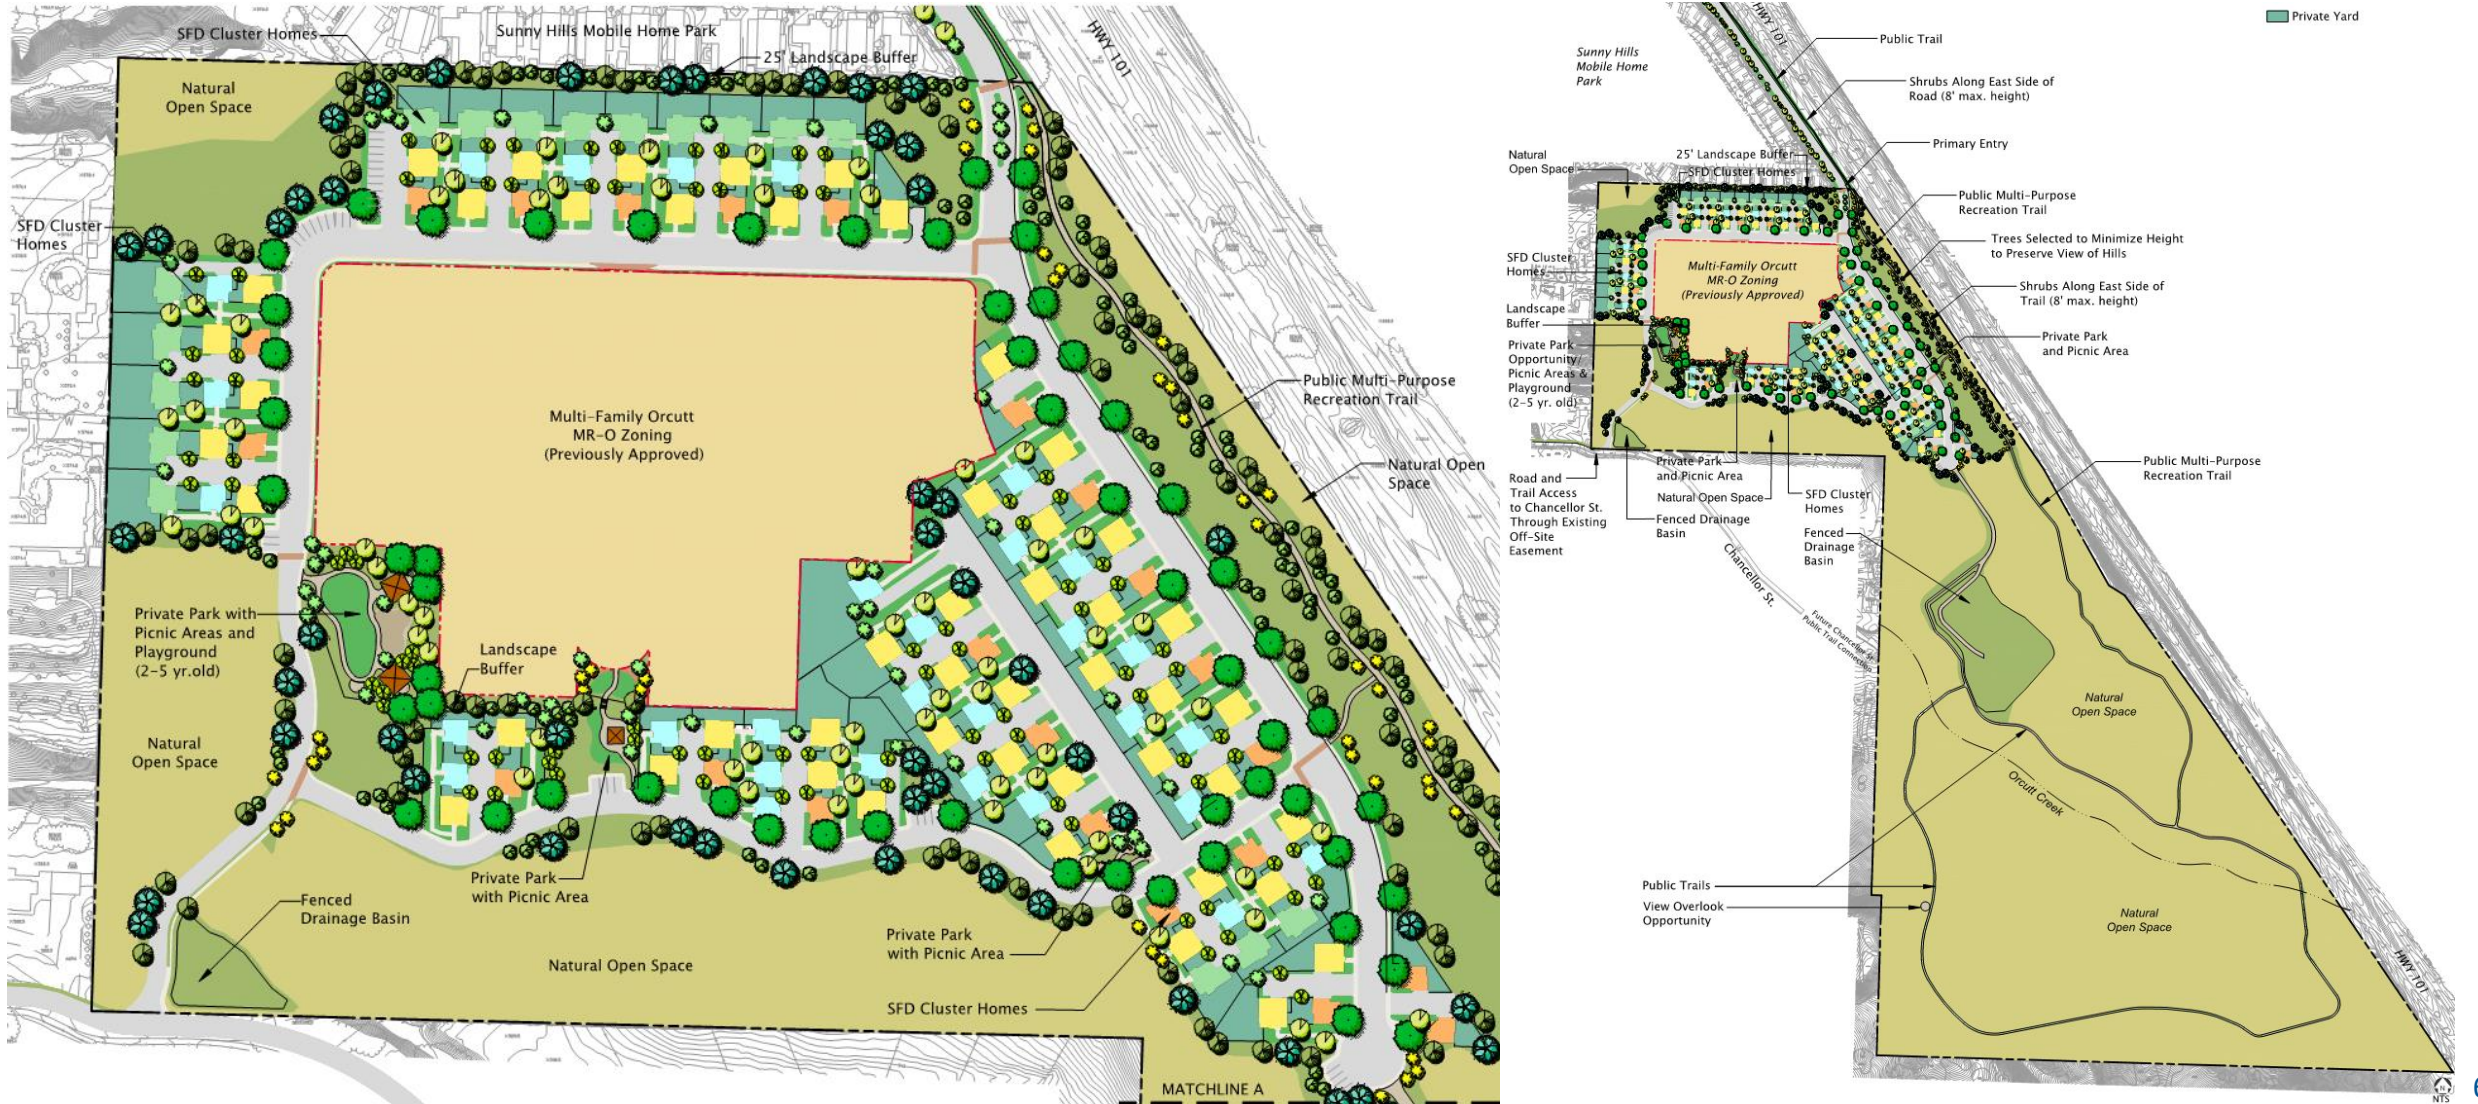 SFD Cluster Homes
Sunny Hills Mobile Home Park
HWY 101
25' Landscape Buffer
Natural
Open Space
SFD Cluster
Homes
Multi-Family Orcutt
MR-O Zoning
(Previously Approved)
Public Multi-Purpose
Recreation Trail
Natural Open
Space
Private Park with
Picnic Areas and
Playground
(2-5 yr.old)
Landscape
Buffer
Natural
Open Space
Fenced
Drainage Basin
Private Park
with Picnic Area
Natural Open Space
Private Park
with Picnic Area
SFD Cluster Homes
MATCHLINE A
Private Yard
HWY 101
Public Trail
Sunny Hills
Mobile Home
Park
Shrubs Along East Side of
Road (8' max. height)
Primary Entry
Natural
Open Space
25' Landscape Buffer
SFD Cluster Homes
Public Multi-Purpose
Recreation Trail
Trees Selected to Minimize Height
to Preserve View of Hills
SFD Cluster
Homes
Multi-Family Orcutt
MR-O Zoning
(Previously Approved)
Shrubs Along East Side of
Trail (8' max. height)
Landscape
Buffer
Private Park
Opportunity/
Picnic Areas &
Playground
(2-5 yr. old)
Private Park
and Picnic Area
Private Park
and Picnic Area
Public Multi-Purpose
Recreation Trail
Road and
Trail Access
to Chancellor St.
Through Existing
Off-Site
Easement
Natural Open Space
SFD Cluster
Homes
Fenced Drainage
Basin
Fenced
Drainage
Basin
Chancellor St.
Future Chancellor St.
Public Trail Connection
Natural
Open Space
Orcutt Creek
Public Trails
View Overlook
Opportunity
Natural
Open Space
HWY 101
N
NTS